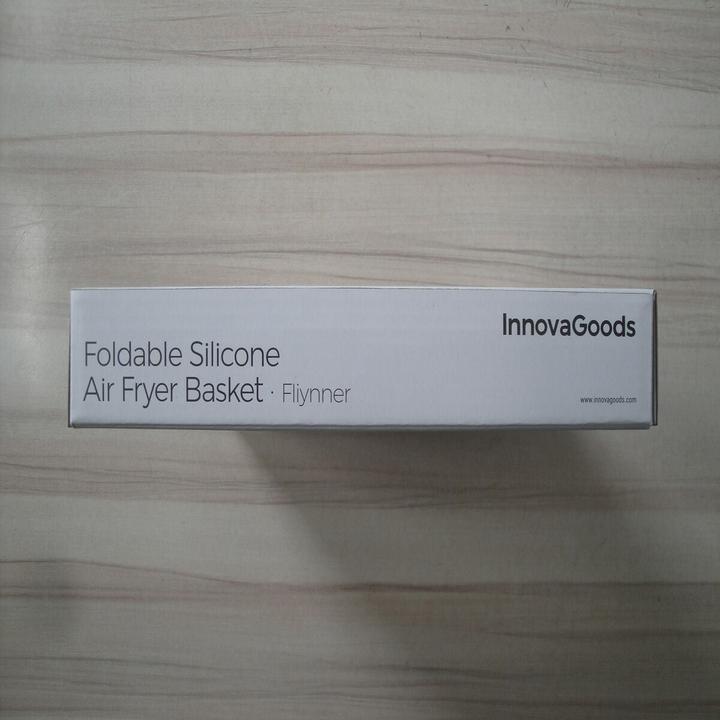 InnovaGoods
Foldable Silicone
Air Fryer Basket · Fliynner
www.innovagoods.com